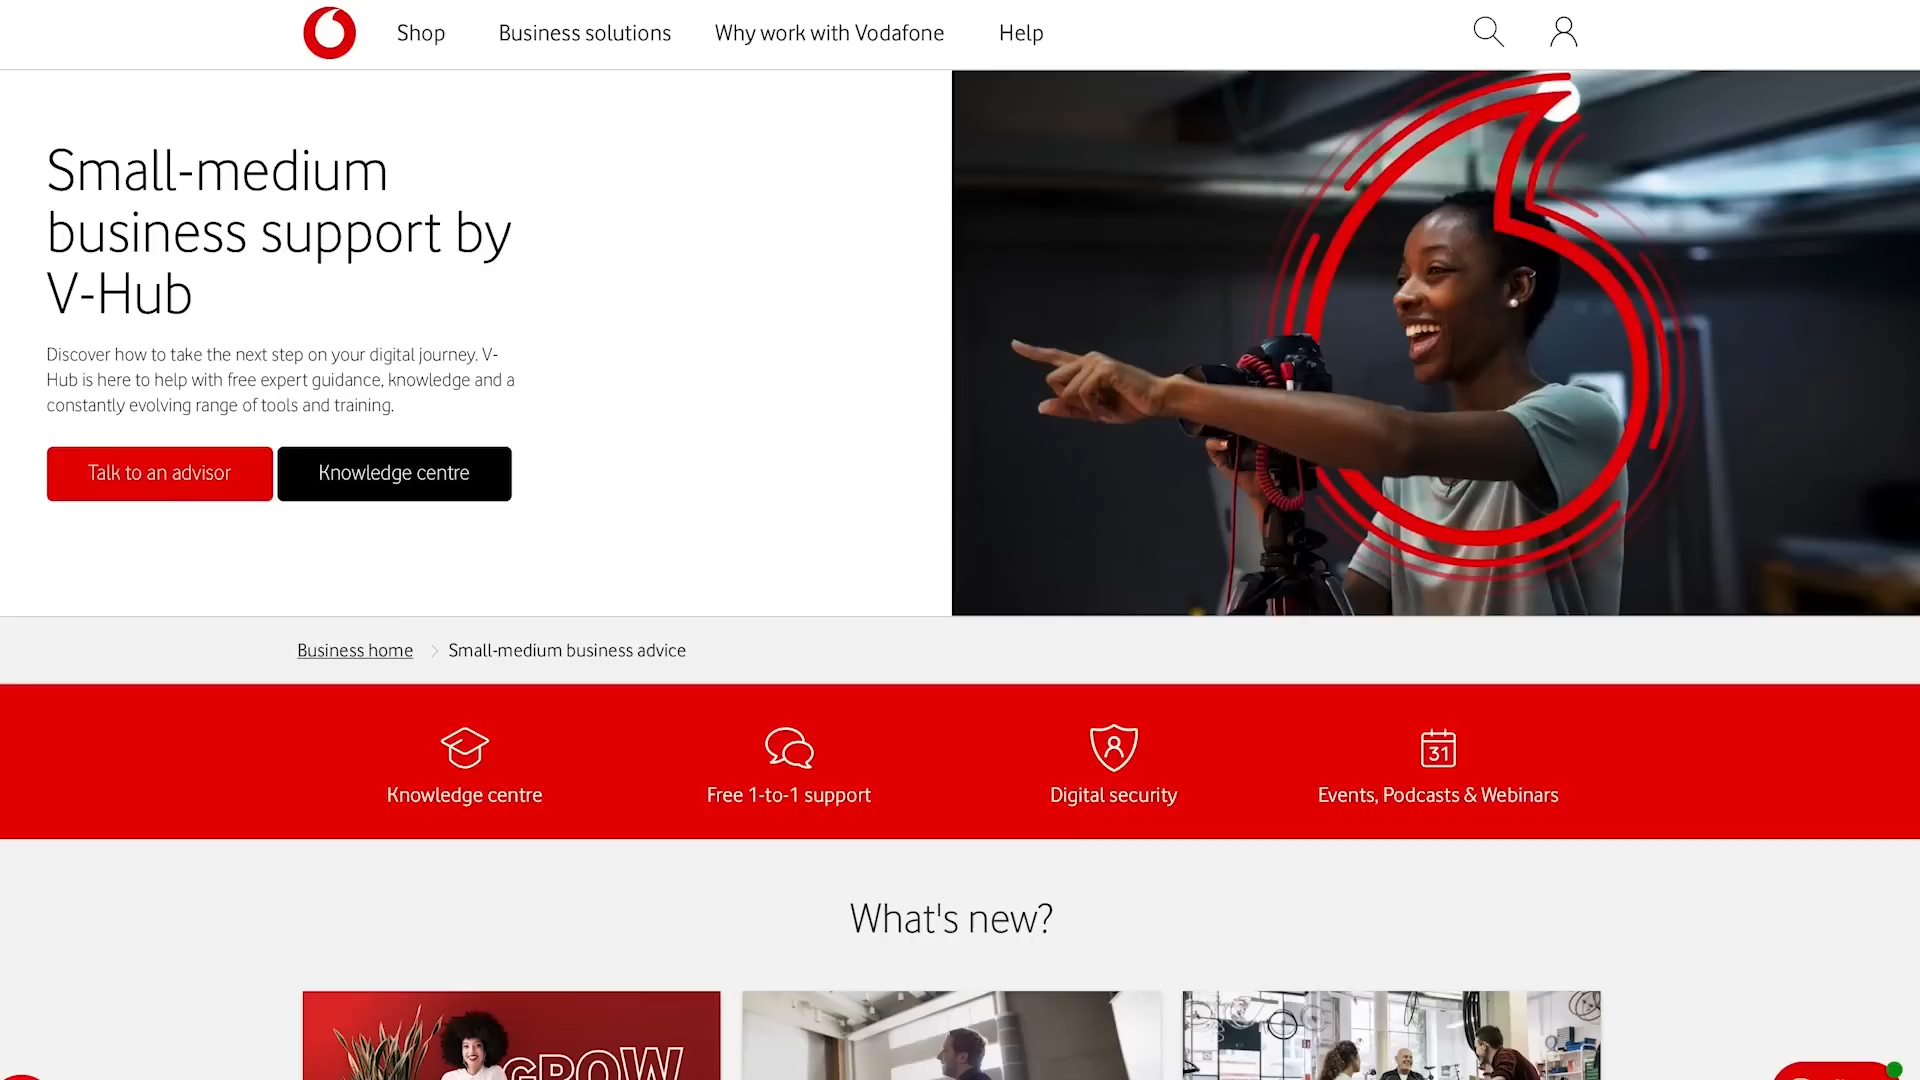 Shop
Business solutions
Why work with Vodafone
Help
Small-medium
business support by
V-Hub
Discover how to take the next step on your digital journey. V-
Hub is here to help with free expert guidance, knowledge and a
constantly evolving range of tools and training.
Talk to an advisor
Knowledge centre
Business home
Small-medium business advice
31
Knowledge centre
Free 1-to-1 support
Digital security
Events, Podcasts & Webinars
What's new?
GROW